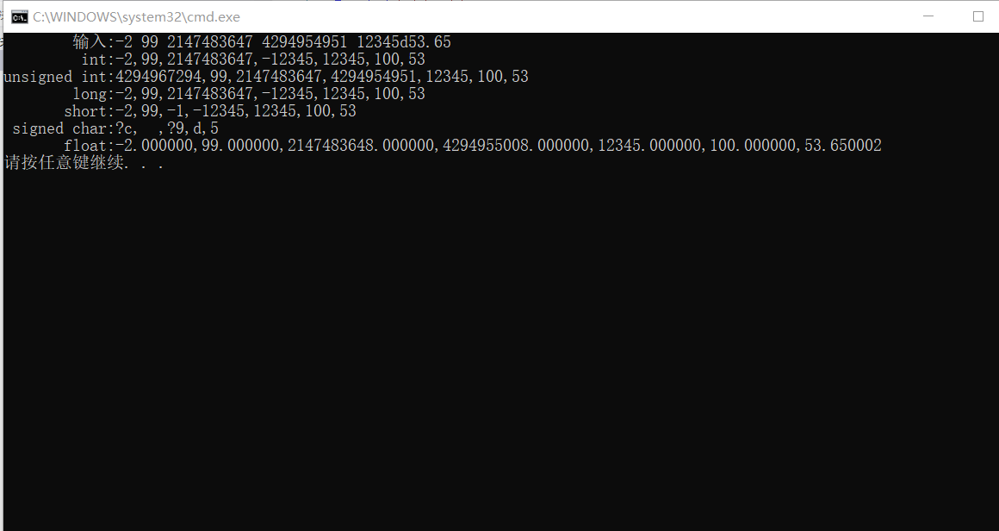 C:\WINDOWS\system32\cmd.exe
输入:-2 99 2147483647 4294954951 12345d53.65
int:-2,99,2147483647,-12345,12345,100,53
unsigned int:4294967294,99,2147483647,4294954951,12345,100,53
long:-2,99,2147483647,-12345,12345,100,53
short:-2,99,-1,-12345,12345,100,53
signed char:?c,  ,?9,d,5
float:-2.000000,99.000000,2147483648.000000,4294955008.000000,12345.000000,100.000000,53.650002
请按任意键继续. . .